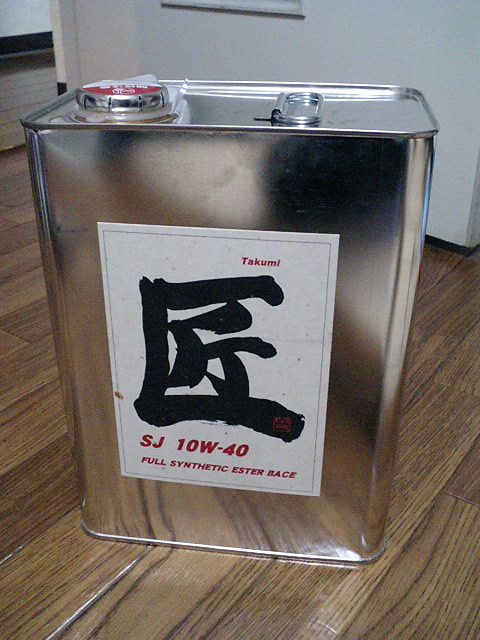 Takumi
匠
SJ 10W-40
FULL SYNTHETIC ESTER BACE